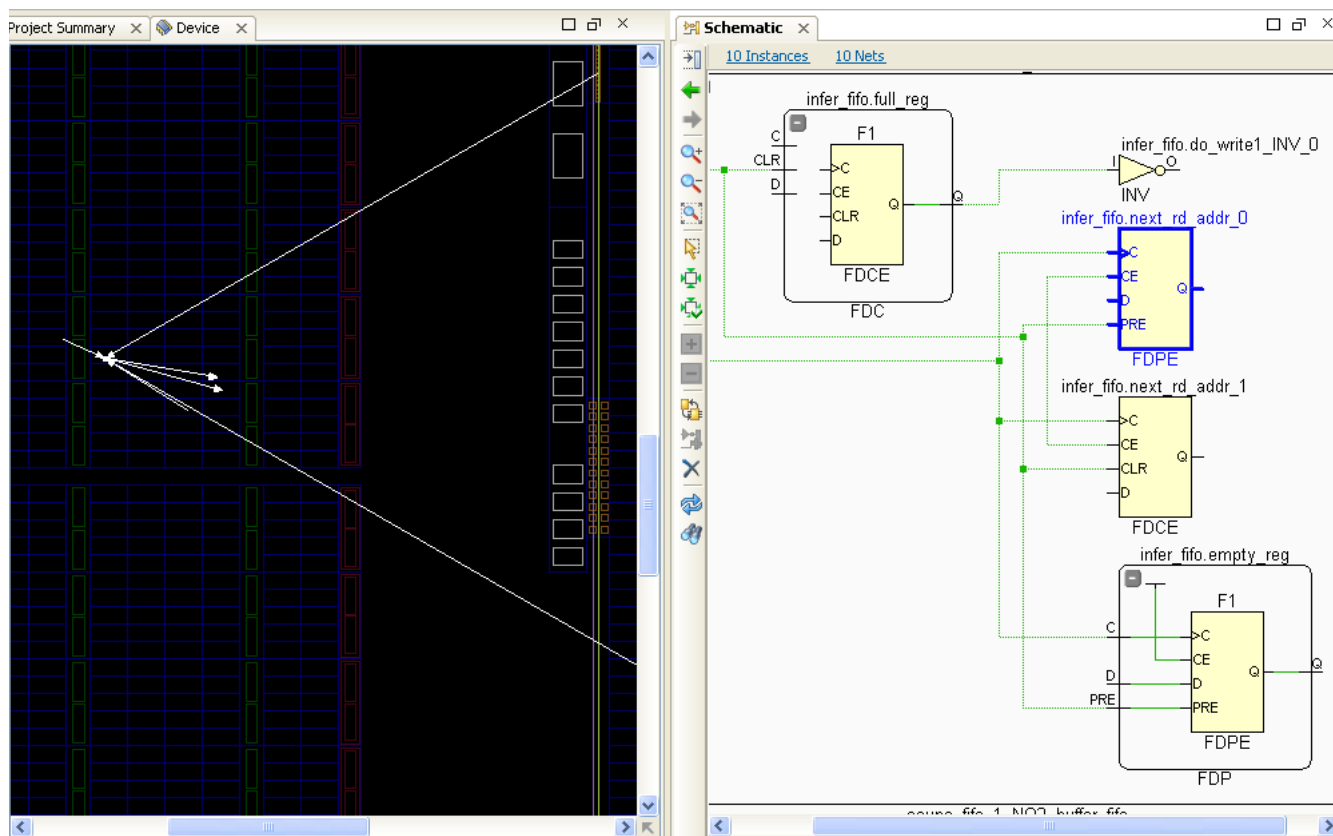 Project Summary
Device
Schematic
10 Instances
10 Nets
infer_fifo.full_reg
C
CLR
D
F1
C
CE
CLR
D
Q
Q
FDCE
FDC
infer_fifo.do_write1_INV_0
I
O
INV
infer_fifo.next_rd_addr_0
C
CE
D
PRE
Q
FDPE
infer_fifo.next_rd_addr_1
C
CE
CLR
D
Q
FDCE
infer_fifo.empty_reg
F1
C
D
PRE
C
CE
D
PRE
Q
Q
FDPE
FDP